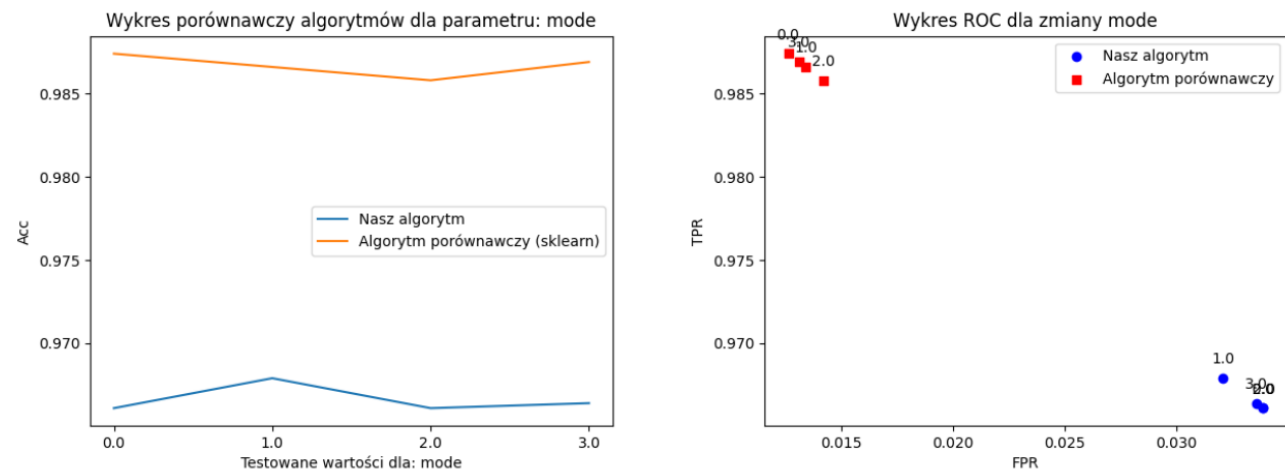 Wykres porównawczy algorytmów dla parametru: mode
0.985
0.980
0.975
0.970
Acc
Nasz algorytm
Algorytm porównawczy (sklearn)
0.0
1.0
2.0
3.0
Testowane wartości dla: mode
Wykres ROC dla zmiany mode
0.0
3.0
1.0
2.0
Nasz algorytm
Algorytm porównawczy
0.985
0.980
0.975
0.970
TPR
1.0
3.0
0.015
0.020
0.025
0.030
FPR